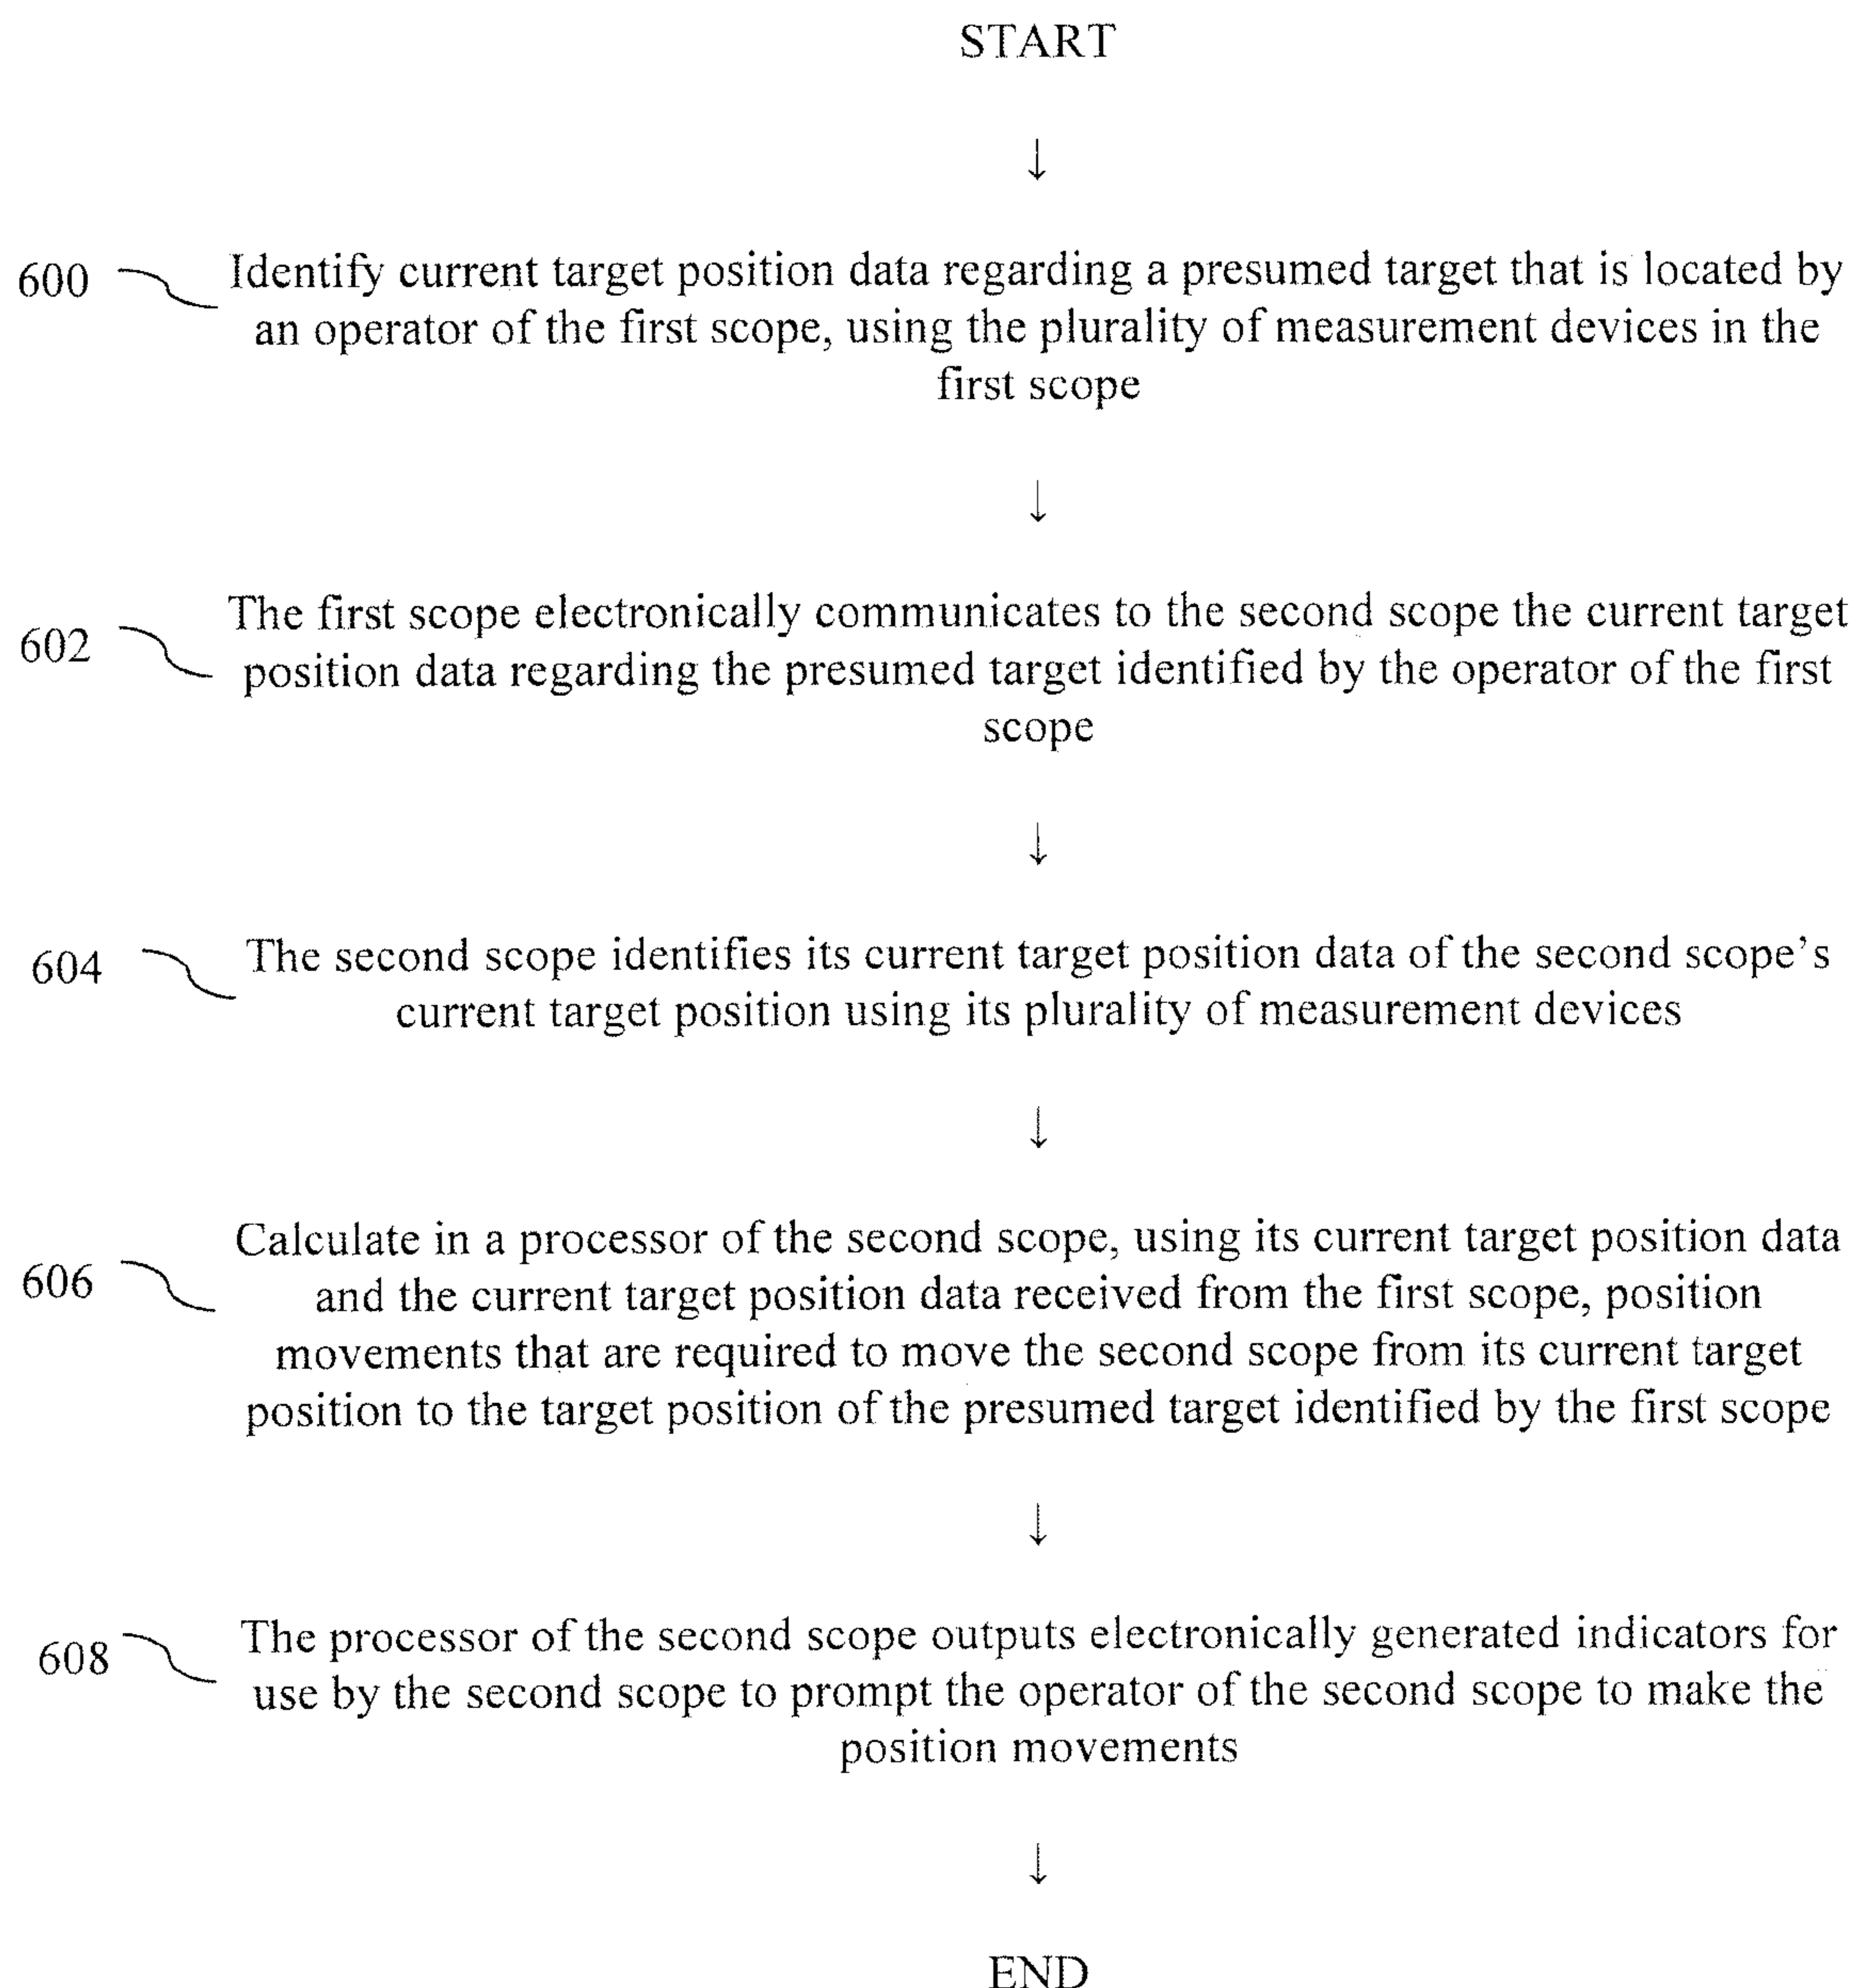 START
↓
600
Identify current target position data regarding a presumed target that is located by
an operator of the first scope, using the plurality of measurement devices in the
first scope
↓
602
The first scope electronically communicates to the second scope the current target
position data regarding the presumed target identified by the operator of the first
scope
↓
604
The second scope identifies its current target position data of the second scope’s
current target position using its plurality of measurement devices
↓
606
Calculate in a processor of the second scope, using its current target position data
and the current target position data received from the first scope, position
movements that are required to move the second scope from its current target
position to the target position of the presumed target identified by the first scope
↓
608
The processor of the second scope outputs electronically generated indicators for
use by the second scope to prompt the operator of the second scope to make the
position movements
↓
END